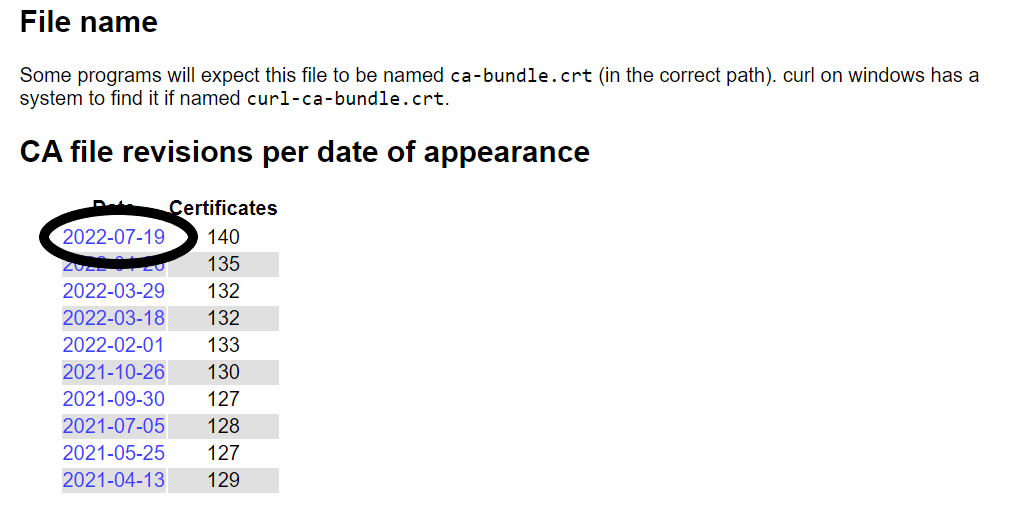 File name
Some programs will expect this file to be named ca-bundle.crt (in the correct path). curl on windows has a
system to find it if named curl-ca-bundle.crt.
CA file revisions per date of appearance
Date Certificates
2022-07-19 140
2022-04-26 135
2022-03-29 132
2022-03-18 132
2022-02-01 133
2021-10-26 130
2021-09-30 127
2021-07-05 128
2021-05-25 127
2021-04-13 129